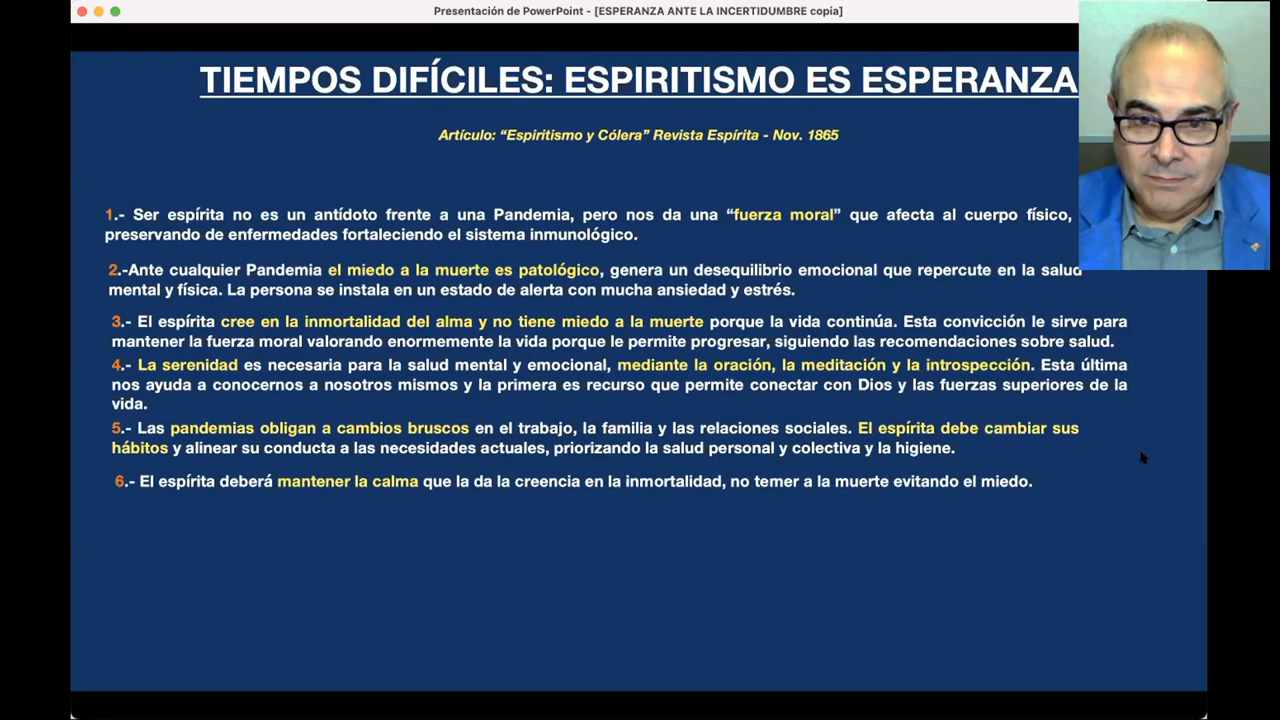 Presentación de PowerPoint - [ESPERANZA ANTE LA INCERTIDUMBRE copia]
TIEMPOS DIFÍCILES: ESPIRITISMO ES ESPERANZA
Artículo: “Espiritismo y Cólera” Revista Espírita - Nov. 1865
1.- Ser espírita no es un antídoto frente a una Pandemia, pero nos da una “fuerza moral” que afecta al cuerpo físico,
preservando de enfermedades fortaleciendo el sistema inmunológico.
2.-Ante cualquier Pandemia el miedo a la muerte es patológico, genera un desequilibrio emocional que repercute en la salud
mental y física. La persona se instala en un estado de alerta con mucha ansiedad y estrés.
3.- El espírita cree en la inmortalidad del alma y no tiene miedo a la muerte porque la vida continúa. Esta convicción le sirve para
mantener la fuerza moral valorando enormemente la vida porque le permite progresar, siguiendo las recomendaciones sobre salud.
4.- La serenidad es necesaria para la salud mental y emocional, mediante la oración, la meditación y la introspección. Esta última
nos ayuda a conocernos a nosotros mismos y la primera es recurso que permite conectar con Dios y las fuerzas superiores de la
vida.
5.- Las pandemias obligan a cambios bruscos en el trabajo, la familia y las relaciones sociales. El espírita debe cambiar sus
hábitos y alinear su conducta a las necesidades actuales, priorizando la salud personal y colectiva y la higiene.
6.- El espírita deberá mantener la calma que la da la creencia en la inmortalidad, no temer a la muerte evitando el miedo.